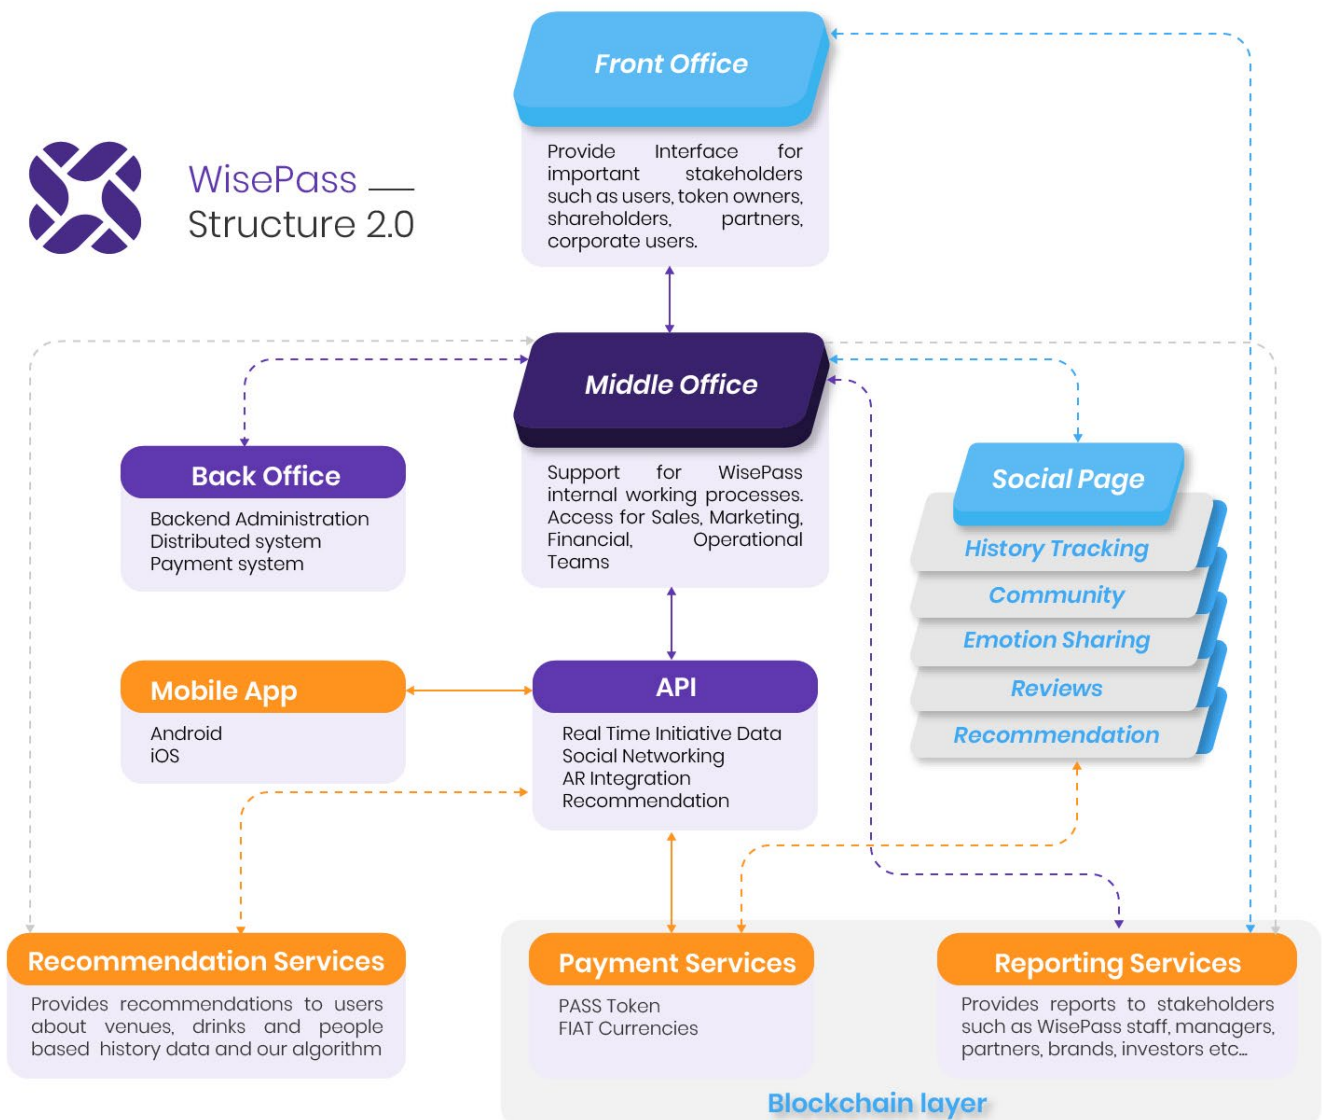 Front Office
Provide Interface for
important stakeholders
such as users, token owners,
shareholders, partners,
corporate users.
WisePass
Structure 2.0
Middle Office
Support for WisePass
internal working processes.
Access for Sales, Marketing,
Financial, Operational
Teams
Back Office
Backend Administration
Distributed system
Payment system
Social Page
History Tracking
Community
Emotion Sharing
Reviews
Recommendation
Mobile App
Android
iOS
API
Real Time Initiative Data
Social Networking
AR Integration
Recommendation
Recommendation Services
Provides recommendations to users
about venues, drinks and people
based history data and our algorithm
Payment Services
PASS Token
FIAT Currencies
Reporting Services
Provides reports to stakeholders
such as WisePass staff, managers,
partners, brands, investors etc...
Blockchain layer